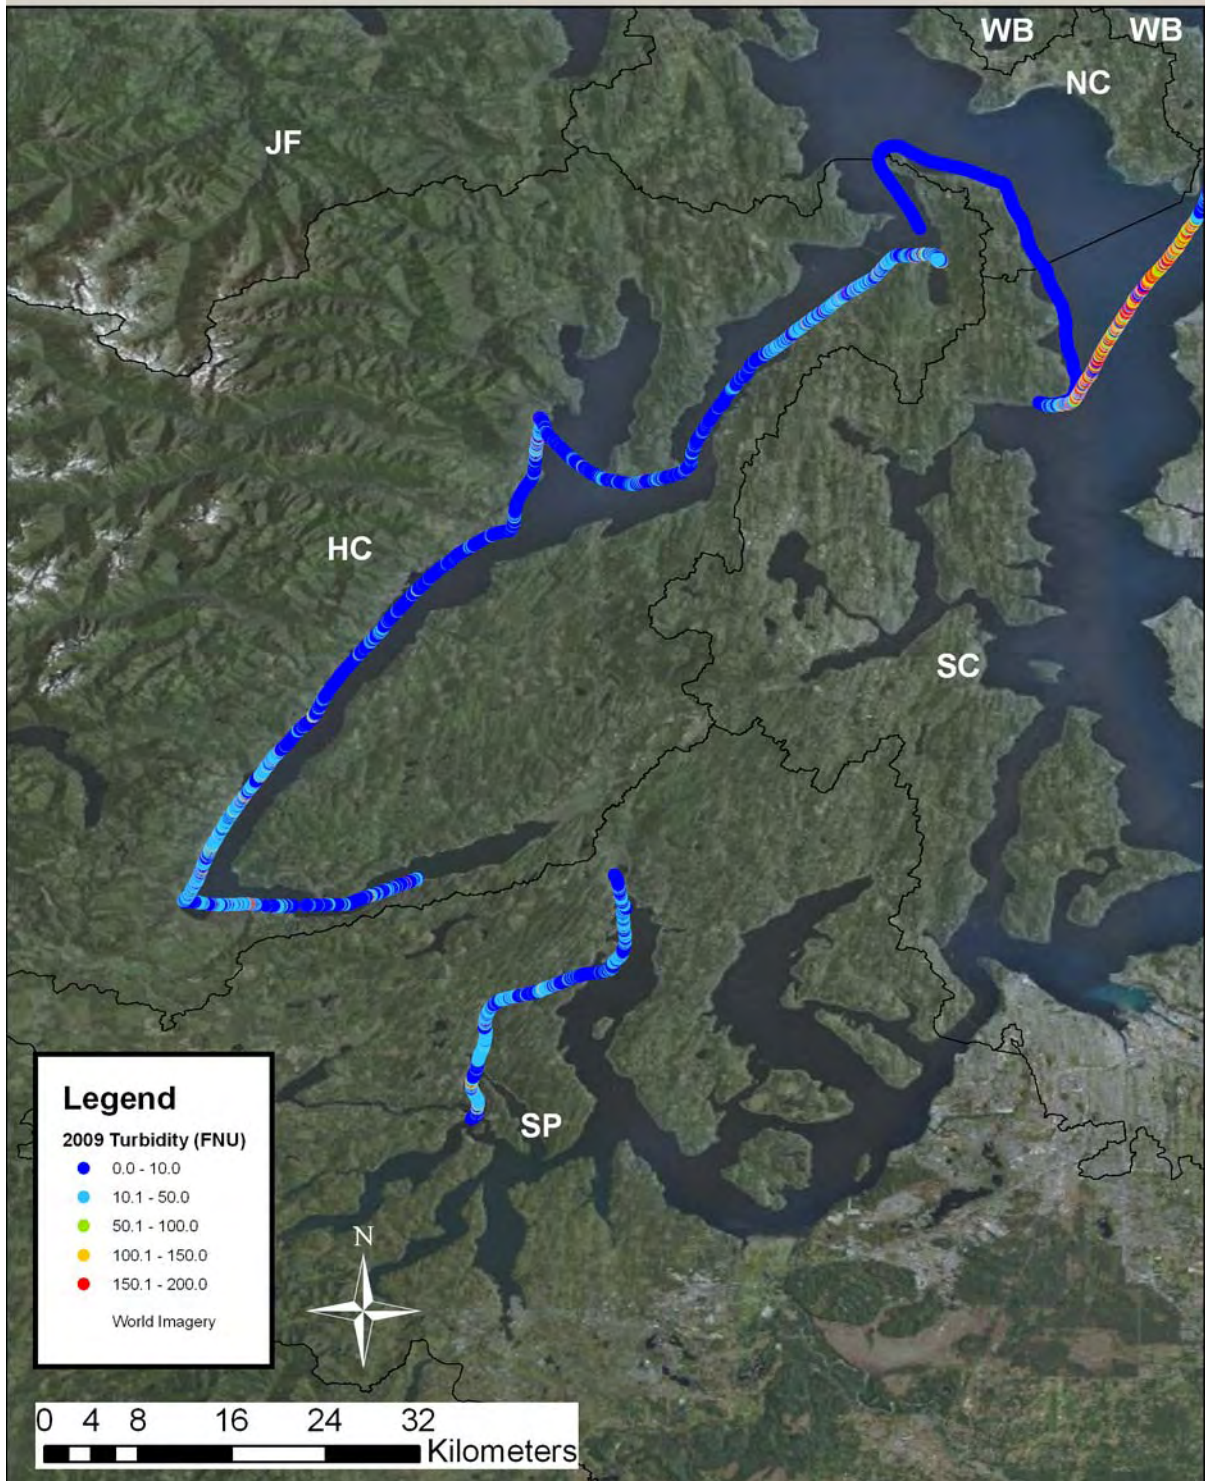 WB
WB
NC
JF
HC
SC
SP
Legend
2009 Turbidity (FNU)
0.0 - 10.0
10.1 - 50.0
50.1 - 100.0
100.1 - 150.0
150.1 - 200.0
World Imagery
N
0 4 8 16 24 32
Kilometers